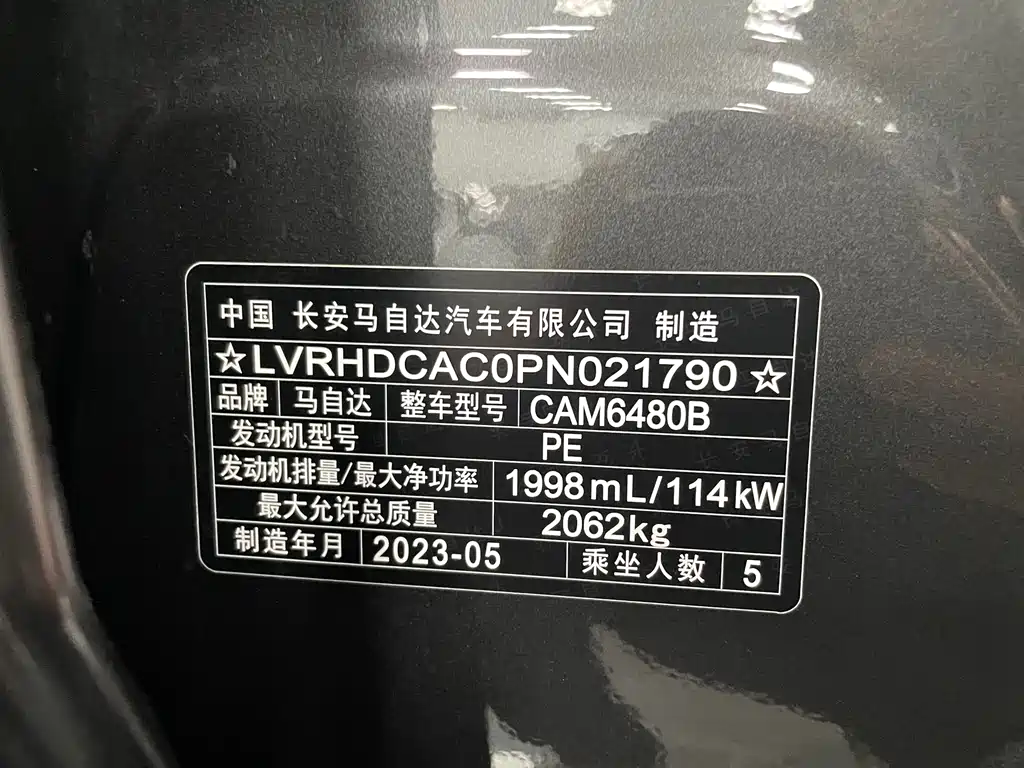 中国 长安马自达汽车有限公司 制造
☆LVRHDCAC0PN021790☆
品牌 马自达 整车型号 CAM6480B
发动机型号 PE
发动机排量/最大净功率 1998mL/114kW
最大允许总质量 2062kg
制造年月 2023-05 乘坐人数 5